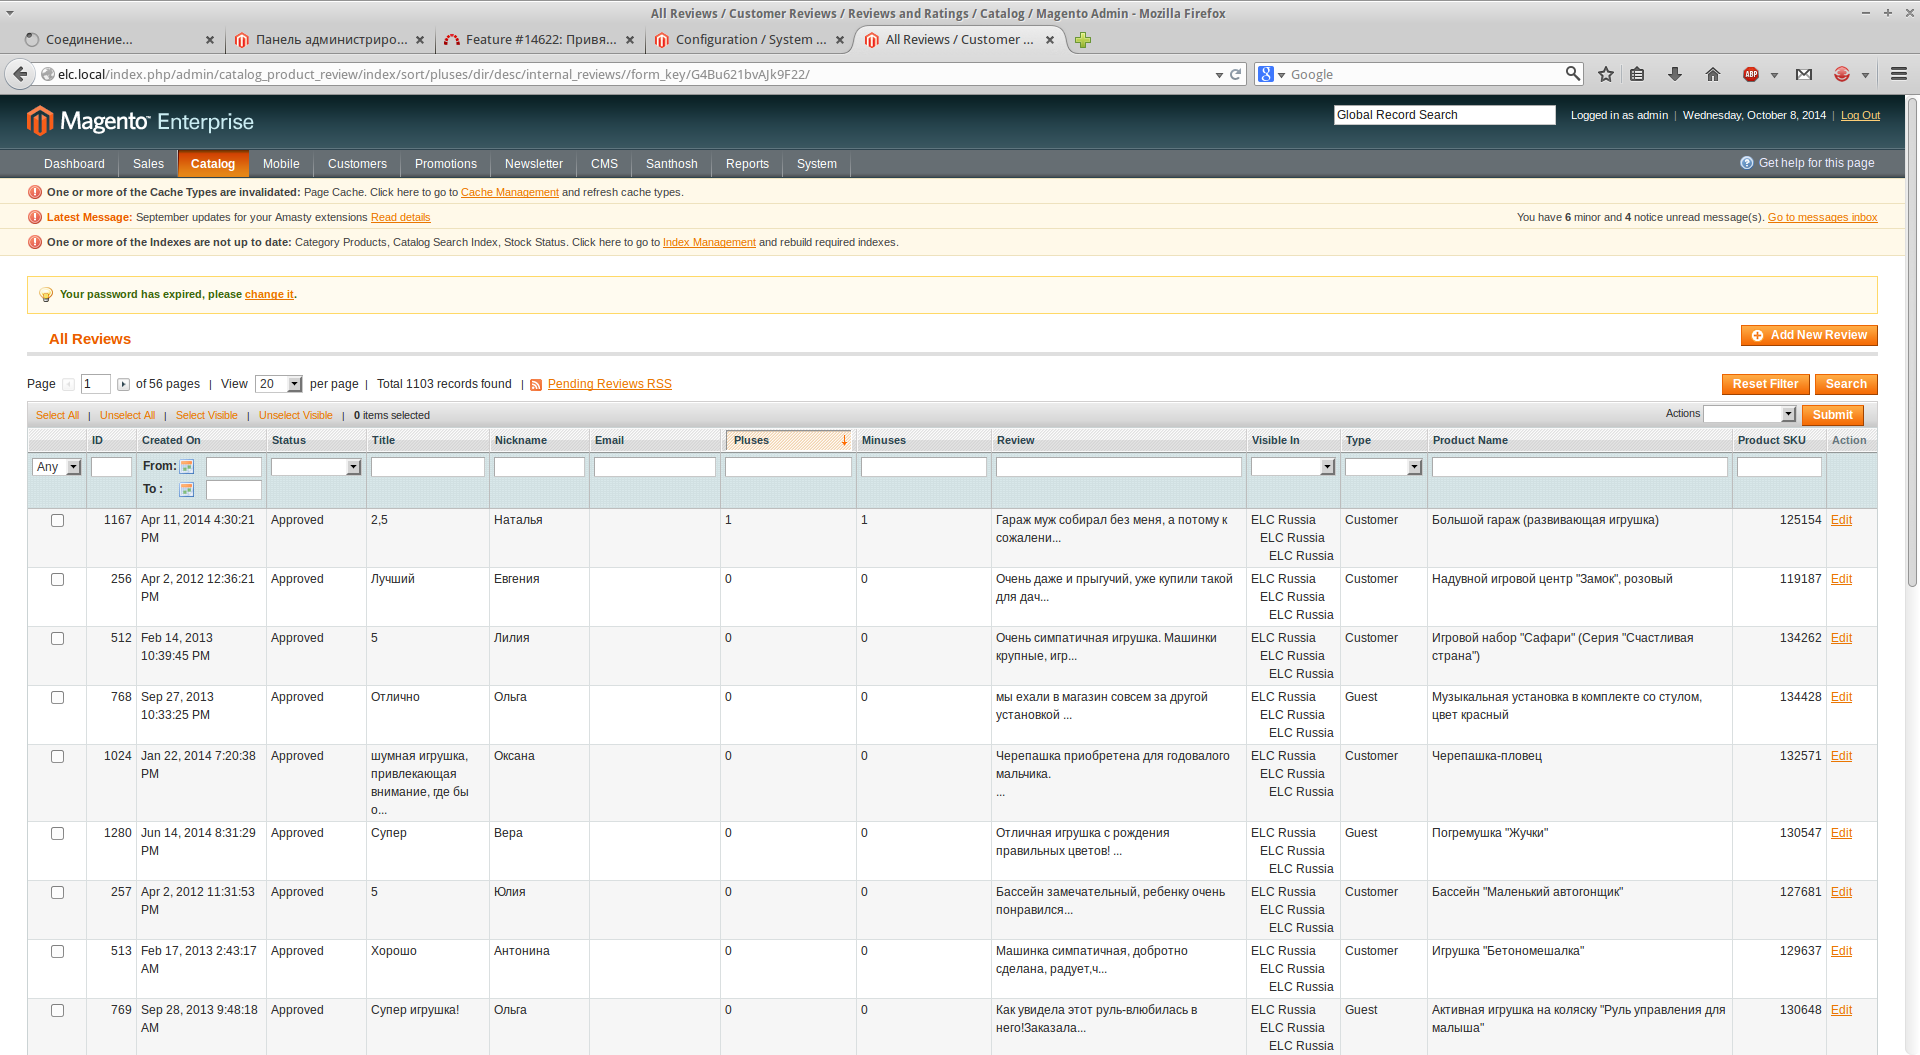 All Reviews / Customer Reviews / Reviews and Ratings / Catalog / Magento Admin - Mozilla Firefox
Соединение...
Панель администриро...
Feature #14622: Привя...
Configuration / System ...
All Reviews / Customer ...
elc.local/index.php/admin/catalog_product_review/index/sort/pluses/dir/desc/internal_reviews//form_key/G4Bu621bvAJk9F22/
Google
ABP
Magento Enterprise
Global Record Search
Logged in as admin | Wednesday, October 8, 2014 | Log Out
Dashboard Sales Catalog Mobile Customers Promotions Newsletter CMS Santhosh Reports System
Get help for this page
One or more of the Cache Types are invalidated: Page Cache. Click here to go to Cache Management and refresh cache types.
Latest Message: September updates for your Amasty extensions Read details
You have 6 minor and 4 notice unread message(s). Go to messages inbox
One or more of the Indexes are not up to date: Category Products, Catalog Search Index, Stock Status. Click here to go to Index Management and rebuild required indexes.
Your password has expired, please change it.
All Reviews
Add New Review
Page 1 of 56 pages | View 20 per page | Total 1103 records found | Pending Reviews RSS
Reset Filter Search
Select All | Unselect All | Select Visible | Unselect Visible | 0 items selected
Actions Submit
ID Created On Status Title Nickname Email Pluses Minuses Review Visible In Type Product Name Product SKU Action
Any From:
To :
1167 Apr 11, 2014 4:30:21 Approved 2,5 Наталья 1 1 Гараж муж собирал без меня, а потому к ELC Russia Customer Большой гараж (развивающая игрушка) 125154 Edit
PM сожалени... ELC Russia
ELC Russia
256 Apr 2, 2012 12:36:21 Approved Лучший Евгения 0 0 Очень даже и прыгучий, уже купили такой ELC Russia Customer Надувной игровой центр "Замок", розовый 119187 Edit
PM для дач... ELC Russia
ELC Russia
512 Feb 14, 2013 Approved 5 Лилия 0 0 Очень симпатичная игрушка. Машинки ELC Russia Customer Игровой набор "Сафари" (Серия "Счастливая 134262 Edit
10:39:45 PM крупные, игр... ELC Russia страна")
ELC Russia
768 Sep 27, 2013 Approved Отлично Ольга 0 0 мы ехали в магазин совсем за другой ELC Russia Guest Музыкальная установка в комплекте со стулом, 134428 Edit
10:33:25 PM установкой ... ELC Russia цвет красный
ELC Russia
1024 Jan 22, 2014 7:20:38 Approved шумная игрушка, Оксана 0 0 Черепашка приобретена для годовалого ELC Russia Customer Черепашка-пловец 132571 Edit
PM привлекающая мальчика. ELC Russia
внимание, где бы ... ELC Russia
о...
1280 Jun 14, 2014 8:31:29 Approved Супер Вера 0 0 Отличная игрушка с рождения ELC Russia Guest Погремушка "Жучки" 130547 Edit
PM правильных цветов! ... ELC Russia
ELC Russia
257 Apr 2, 2012 11:31:53 Approved 5 Юлия 0 0 Бассейн замечательный, ребенку очень ELC Russia Customer Бассейн "Маленький автогонщик" 127681 Edit
PM понравился... ELC Russia
ELC Russia
513 Feb 17, 2013 2:43:17 Approved Хорошо Антонина 0 0 Машинка симпатичная, добротно ELC Russia Customer Игрушка "Бетономешалка" 129637 Edit
AM сделана, радует,ч... ELC Russia
ELC Russia
769 Sep 28, 2013 9:48:18 Approved Супер игрушка! Ольга 0 0 Как увидела этот руль-влюбилась в ELC Russia Guest Активная игрушка на коляску "Руль управления для 130648 Edit
AM него!Заказала... ELC Russia малыша"
ELC Russia